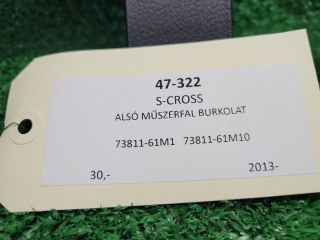 47-322
S-CROSS
ALSÓ MŰSZERFAL BURKOLAT
73811-61M1 73811-61M10
30,- 2013-